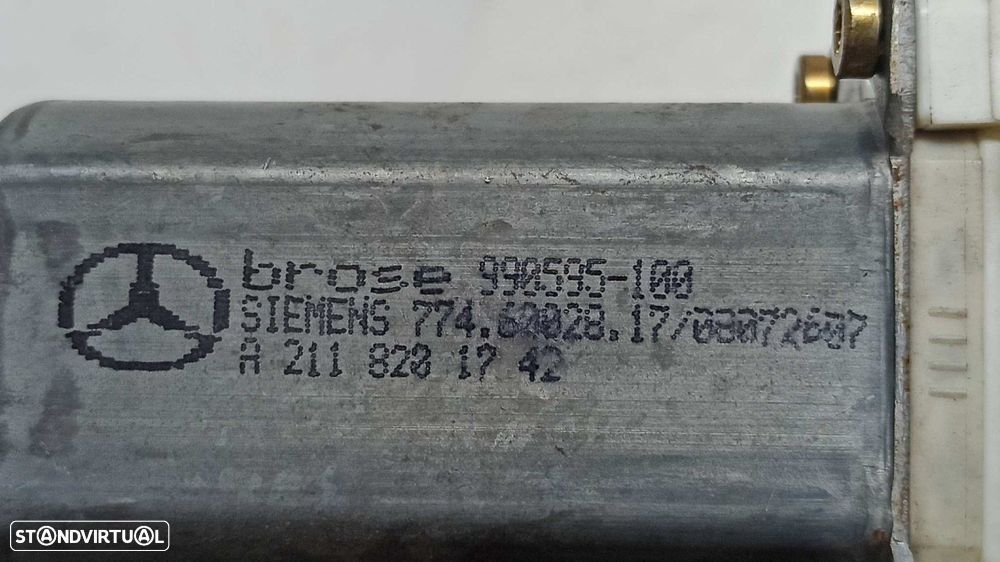 brose 990595-100
SIEMENS 774.60028.17/08072607
A 211 820 17 42
STANDVIRTUAL